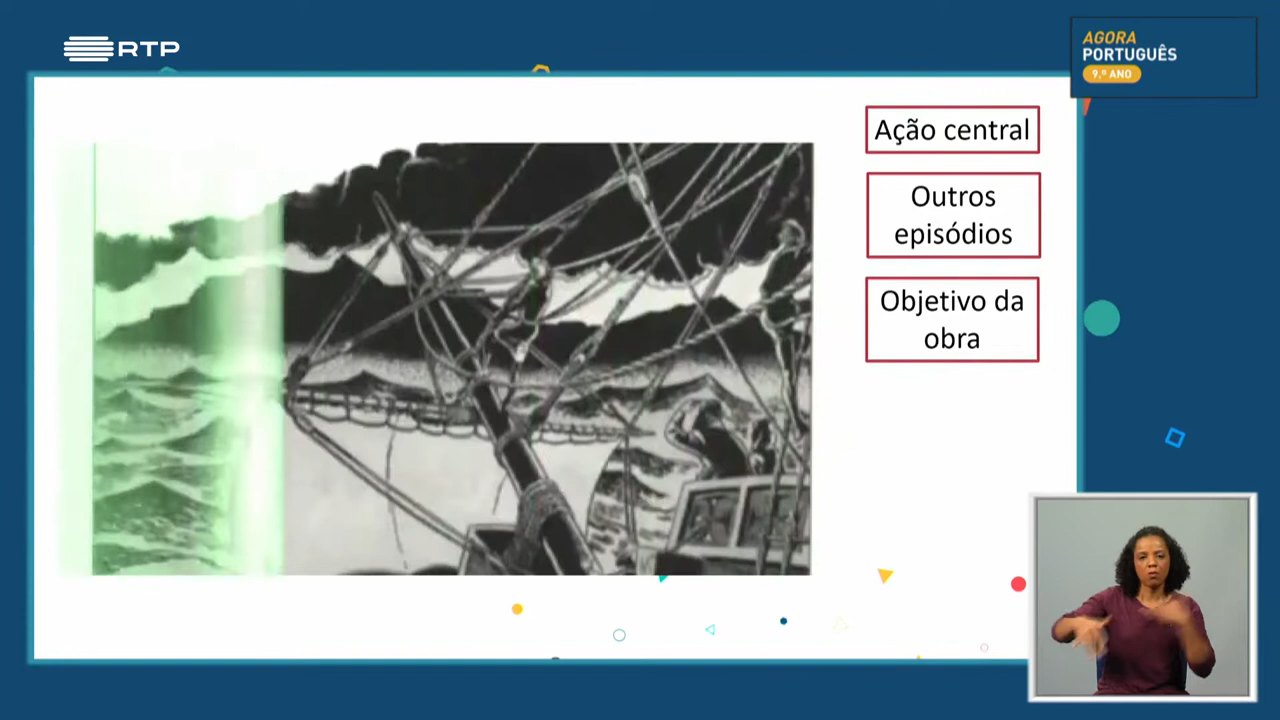 RTP
AGORA
PORTUGUÊS
9.º ANO
Ação central
Outros
episódios
Objetivo da
obra